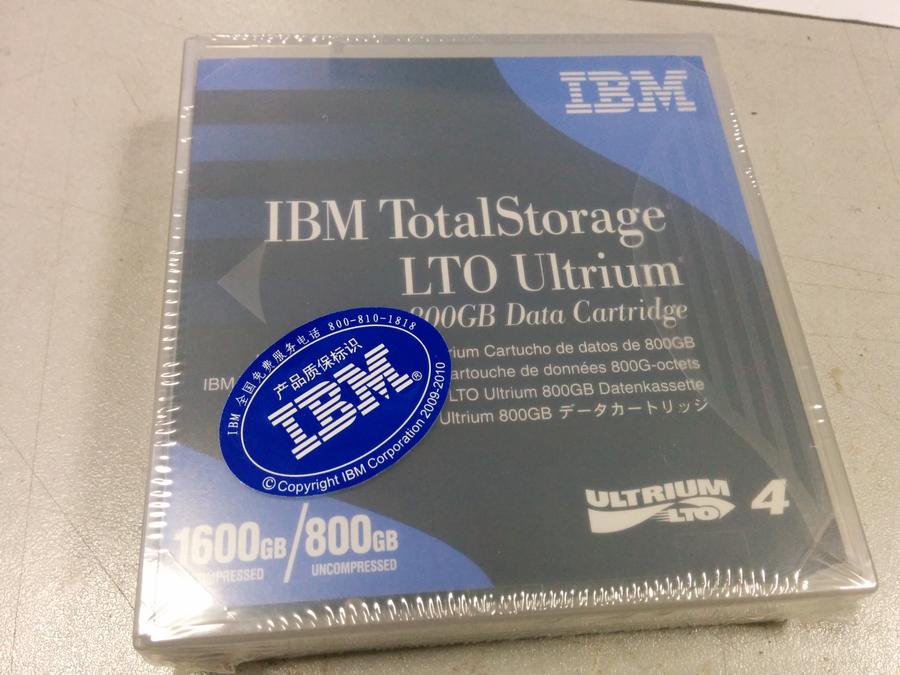 IBM
IBM TotalStorage
LTO Ultrium
800GB Data Cartridge
Cartucho de datos de 800GB
de données 800G-octets
IBM
LTO Ultrium 800GB Datenkassette
Ultrium 800GB データカートリッジ
IBM 全国免费服务电话 800-810-1818
产品质保标识
IBM®
© Copyright IBM Corporation 2009-2010
ULTRIUM
LTO
4
1600GB/800GB
UNCOMPRESSED